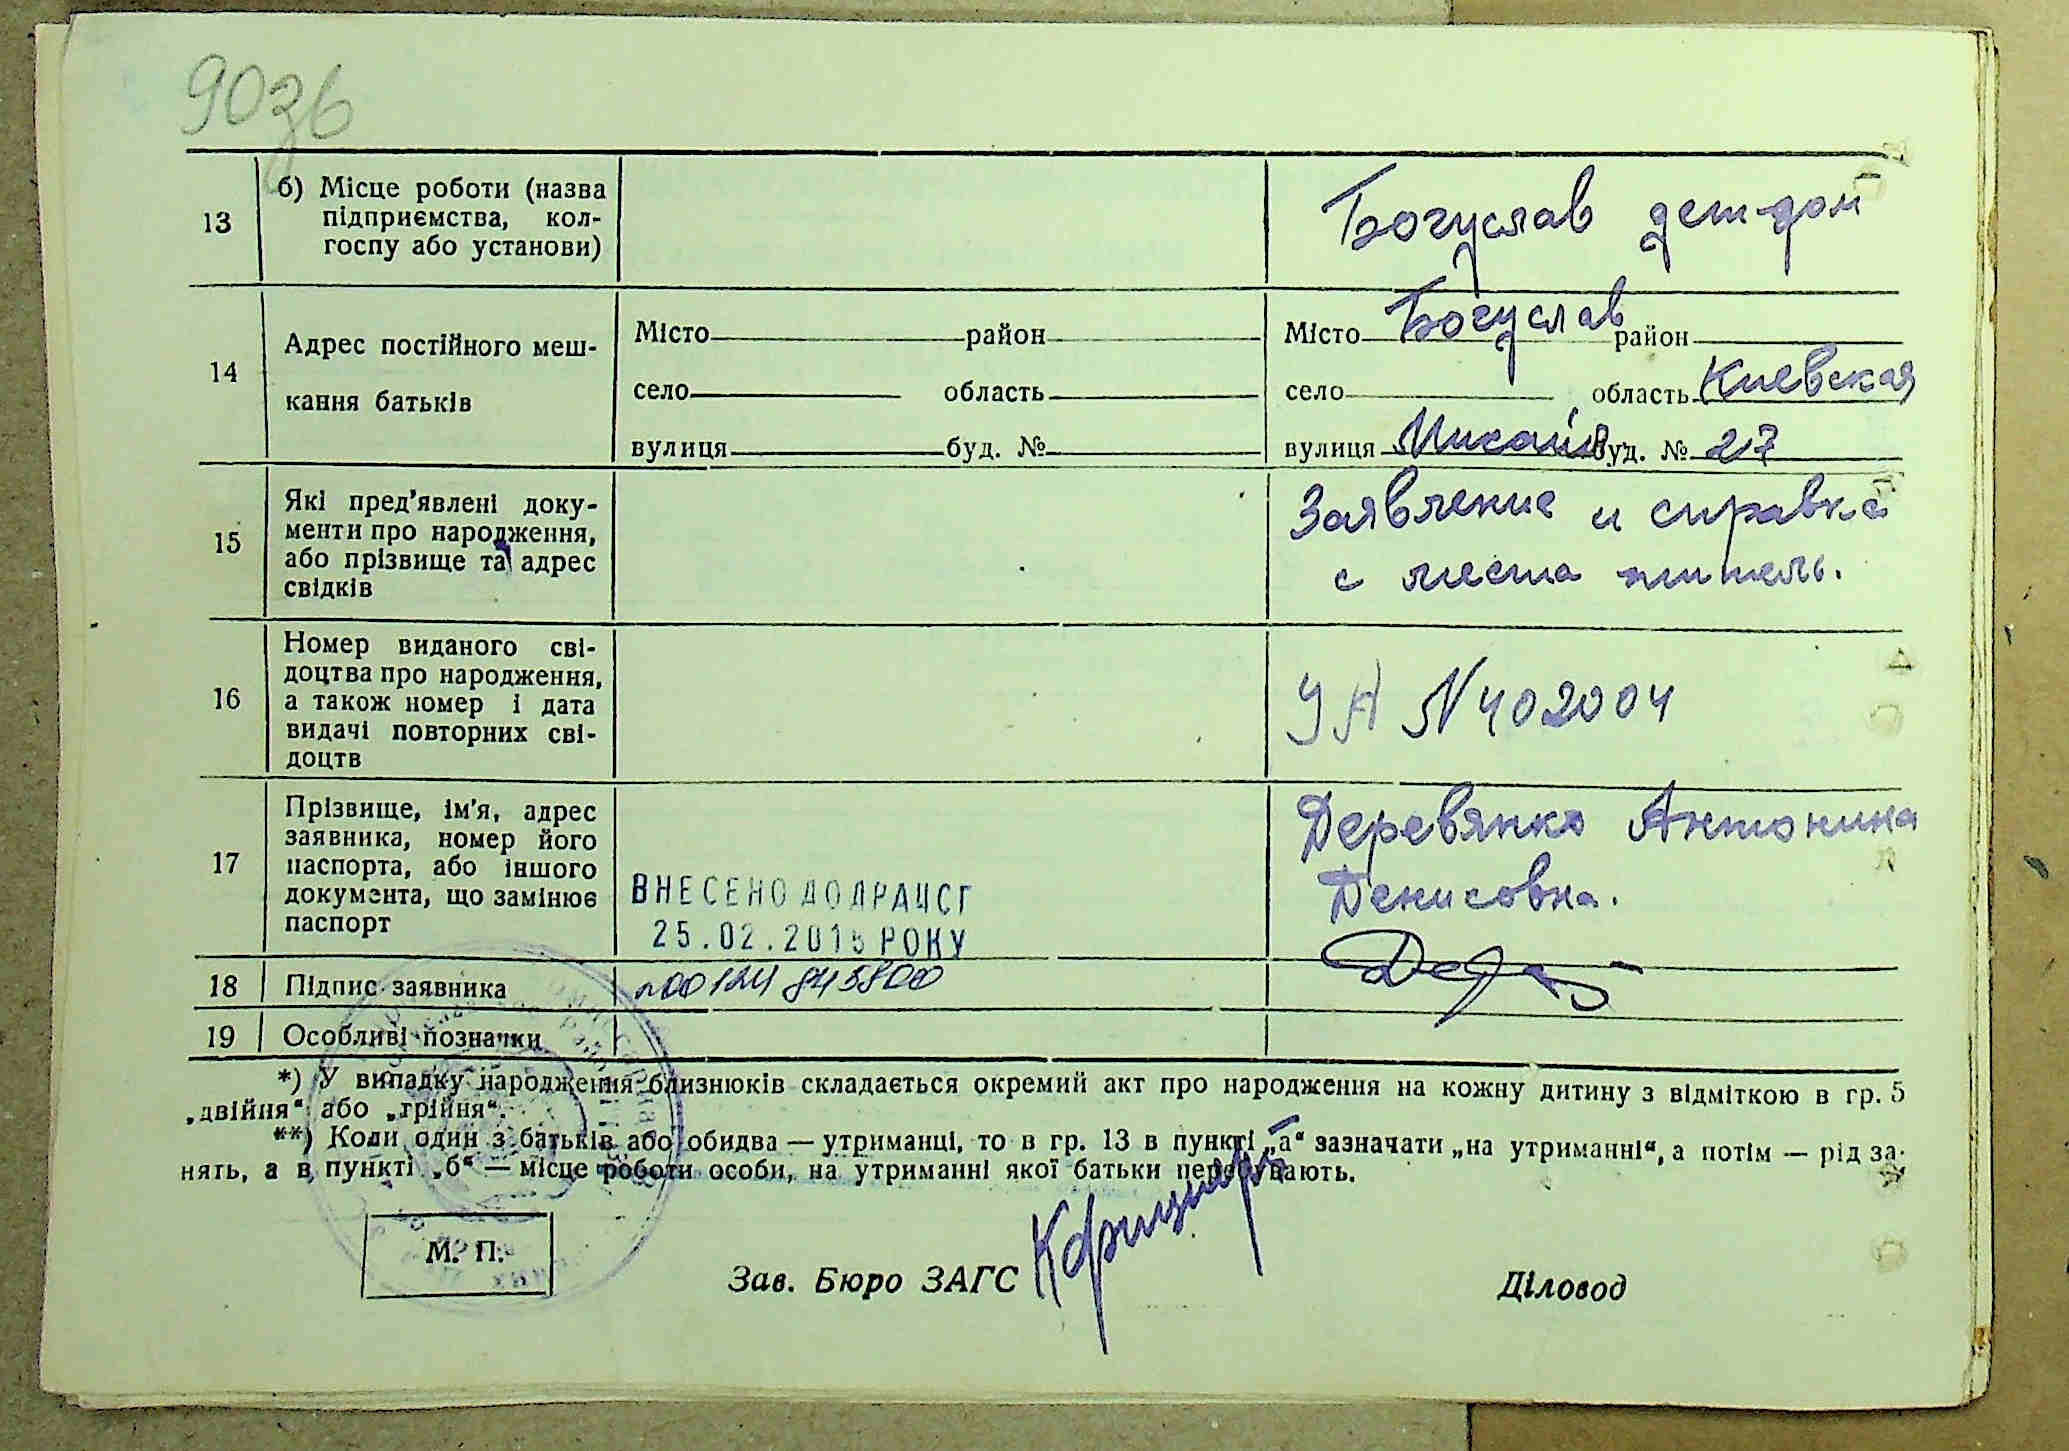 90зв
13
б) Місце роботи (назва
підприємства, кол-
госпу або установи)
Богуслав детдом
14
Адрес постійного меш-
кання батьків
Місто район
село область
вулиця буд. №
Місто Богуслав район
село область Киевская
вулиця буд. № 27
15
Які пред'явлені доку-
менти про народження,
або прізвище та адрес
свідків
Заявление и справка
с места житель.
16
Номер виданого сві-
доцтва про народження,
а також номер і дата
видачі повторних сві-
доцтв
УА N 402004
17
Прізвище, ім'я, адрес
заявника, номер його
паспорта, або іншого
документа, що замінює
паспорт
ВНЕСЕНО ДО ДРАЦСГ
25.02.2015 РОКУ
Деревянко Антонина
Денисовна.
18
Підпис заявника
19
Особливі позначки
*) У випадку народження близнюків складається окремий акт про народження на кожну дитину з відміткою в гр. 5
„двійня“ або „трійня“.
**) Коли один з батьків або обидва — утриманці, то в гр. 13 в пункті „а“ зазначати „на утриманні“, а потім — рід за-
нять, а в пункті „б“ — місце роботи особи, на утриманні якої батьки перебувають.
М. П.
Зав. Бюро ЗАГС
Діловод